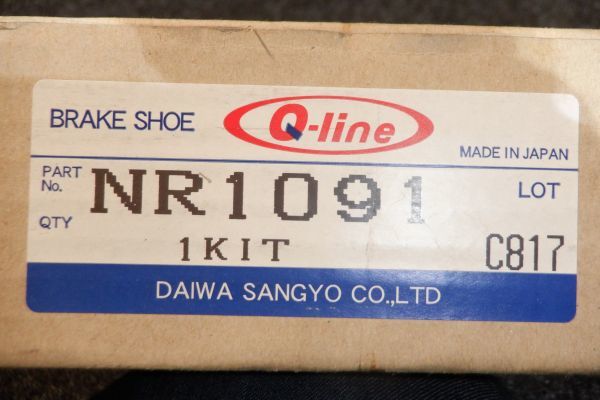 BRAKE SHOE Q-line
MADE IN JAPAN
PART No. NR1091 LOT
QTY 1KIT C817
DAIWA SANGYO CO.,LTD